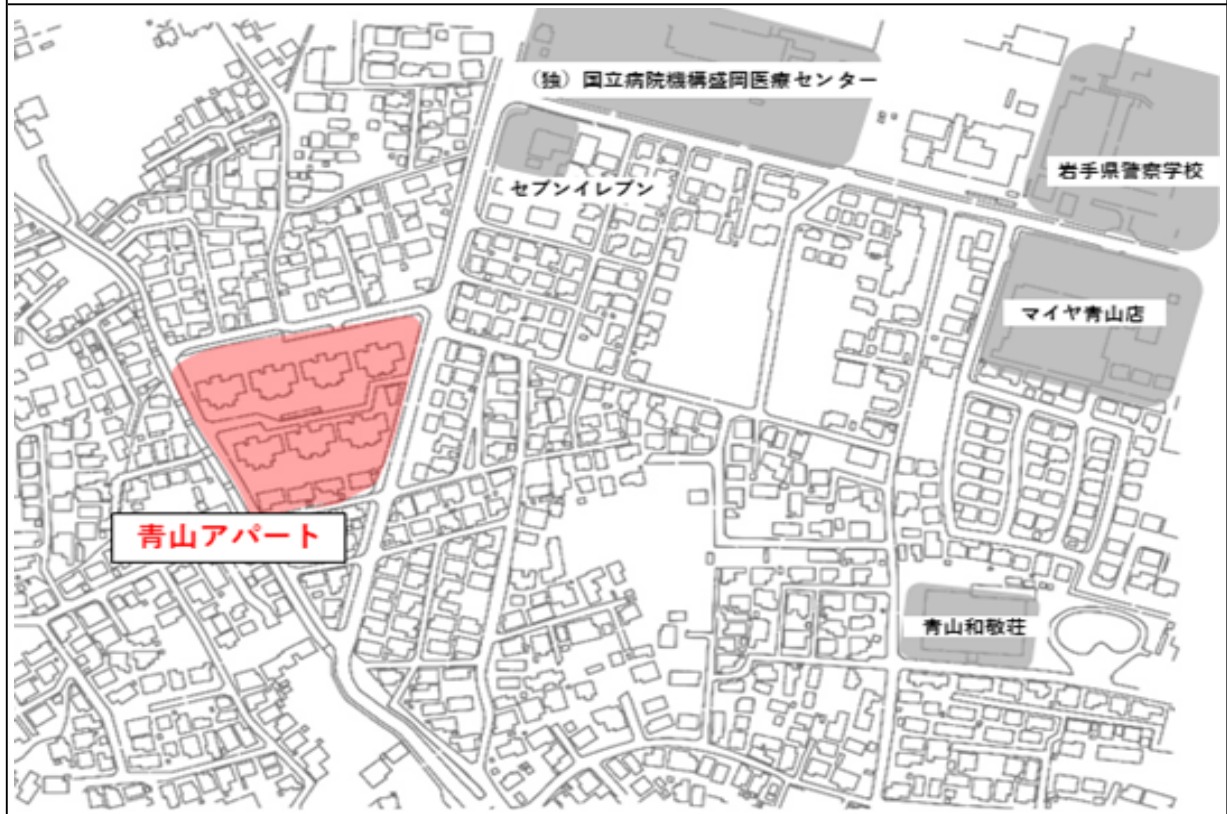 （独）国立病院機構盛岡医療センター
岩手県警察学校
セブンイレブン
マイヤ青山店
青山アパート
青山和敬荘